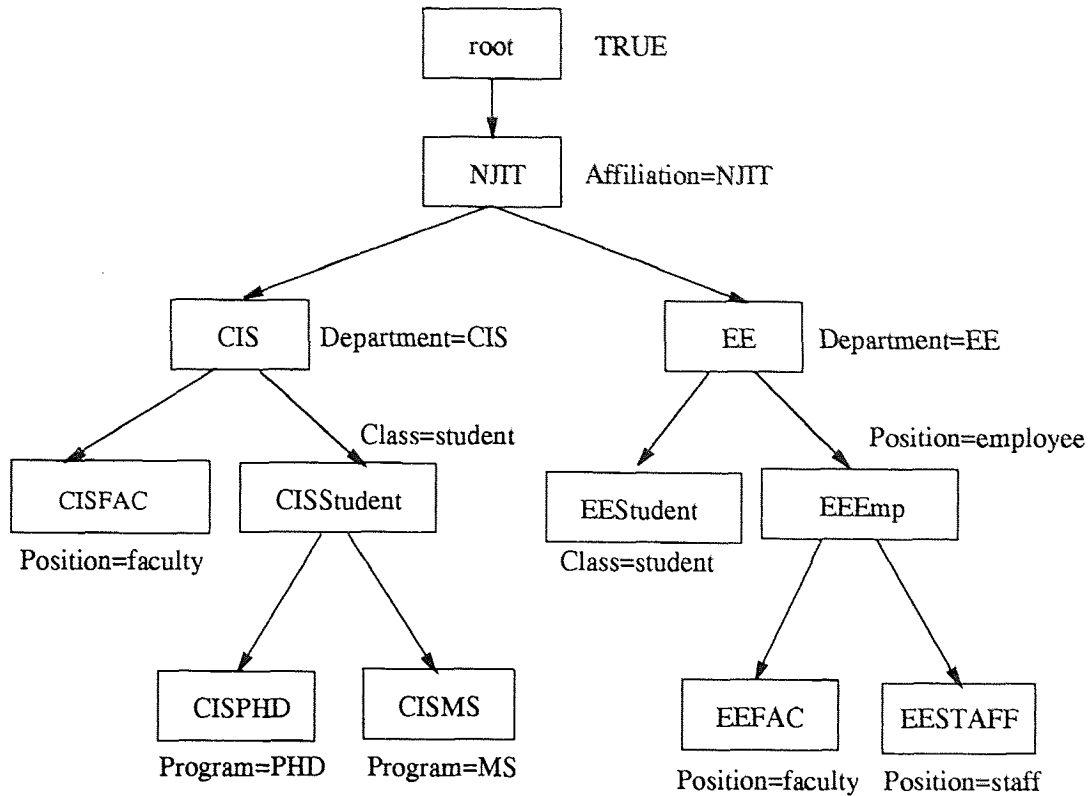 root
TRUE
NJIT
Affiliation=NJIT
CIS
Department=CIS
EE
Department=EE
Class=student
Position=employee
CISFAC
CISStudent
EEStudent
EEEmp
Position=faculty
Class=student
CISPHD
CISMS
EEFAC
EESTAFF
Program=PHD
Program=MS
Position=faculty
Position=staff